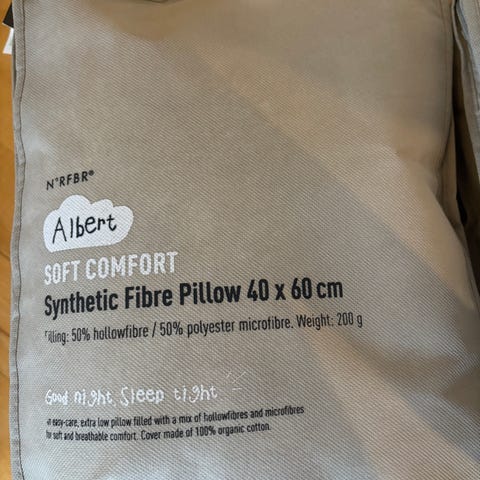 N°RFBR®
Albert
SOFT COMFORT
Synthetic Fibre Pillow 40 x 60 cm
Filling: 50% hollowfibre / 50% polyester microfibre. Weight: 200 g
Good night, Sleep tight
An easy-care, extra low pillow filled with a mix of hollowfibres and microfibres
for soft and breathable comfort. Cover made of 100% organic cotton.